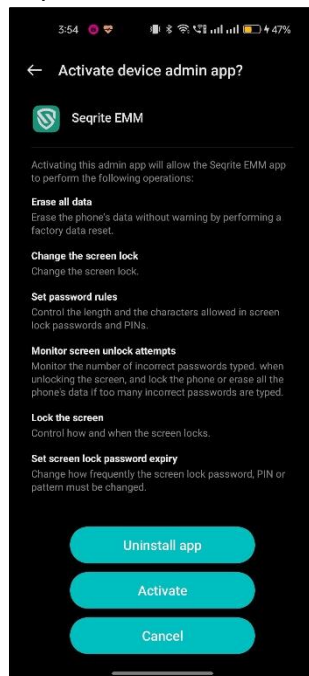 3:54 47%
Activate device admin app?
Seqrite EMM
Activating this admin app will allow the Seqrite EMM app
to perform the following operations:
Erase all data
Erase the phone's data without warning by performing a
factory data reset.
Change the screen lock
Change the screen lock.
Set password rules
Control the length and the characters allowed in screen
lock passwords and PINs.
Monitor screen unlock attempts
Monitor the number of incorrect passwords typed. when
unlocking the screen, and lock the phone or erase all the
phone's data if too many incorrect passwords are typed.
Lock the screen
Control how and when the screen locks.
Set screen lock password expiry
Change how frequently the screen lock password, PIN or
pattern must be changed.
Uninstall app
Activate
Cancel